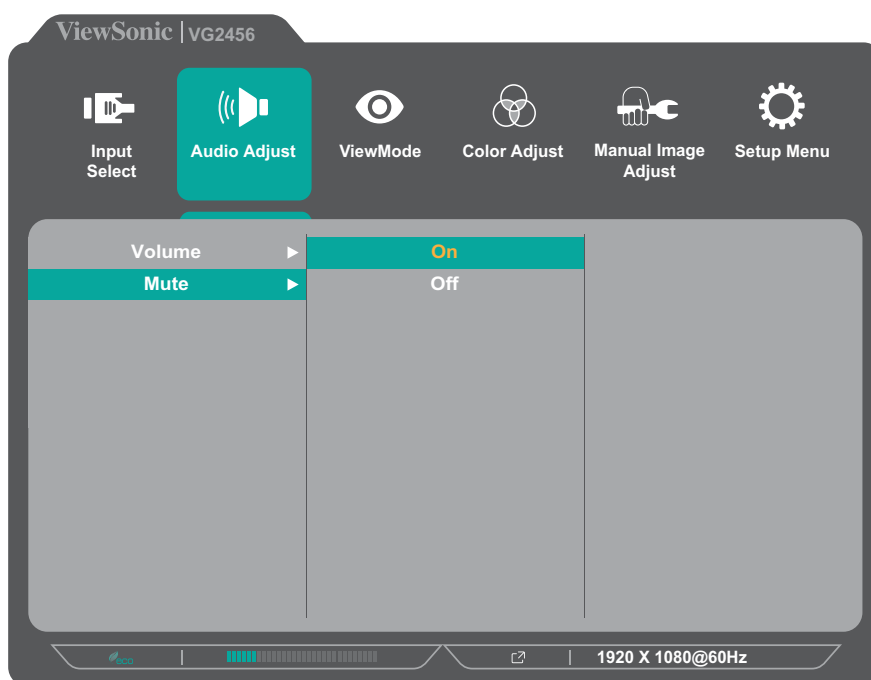 ViewSonic | VG2456
Input
Select
Audio Adjust
ViewMode
Color Adjust
Manual Image
Adjust
Setup Menu
Volume
On
Mute
Off
eco
1920 X 1080@60Hz